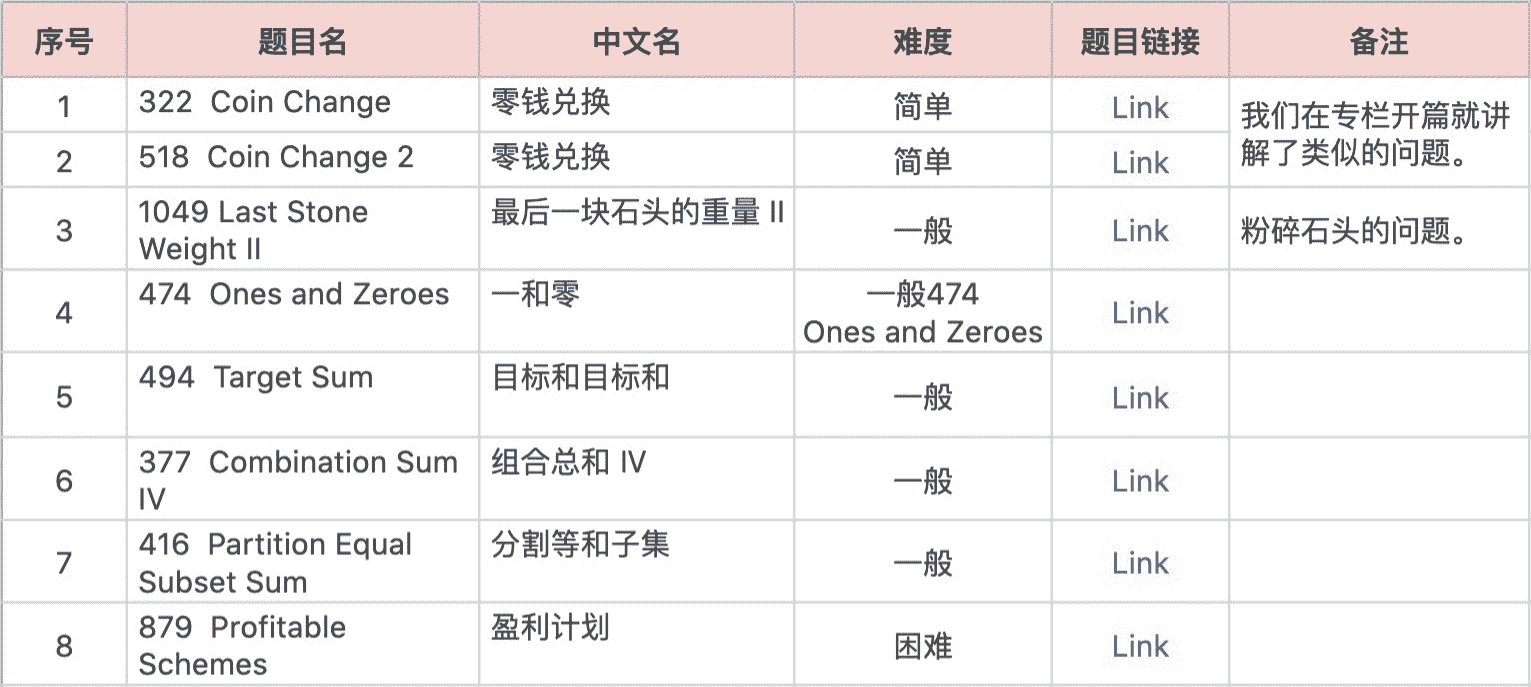 序号 题目名 中文名 难度 题目链接 备注
1 322 Coin Change 零钱兑换 简单 Link 我们在专栏开篇就讲
2 518 Coin Change 2 零钱兑换 简单 Link 解了类似的问题。
3 1049 Last Stone 最后一块石头的重量 II 一般 Link 粉碎石头的问题。
Weight II
4 474 Ones and Zeroes 一和零 一般474 Link
Ones and Zeroes
5 494 Target Sum 目标和目标和 一般 Link
6 377 Combination Sum 组合总和 IV 一般 Link
IV
7 416 Partition Equal 分割等和子集 一般 Link
Subset Sum
8 879 Profitable 盈利计划 困难 Link
Schemes